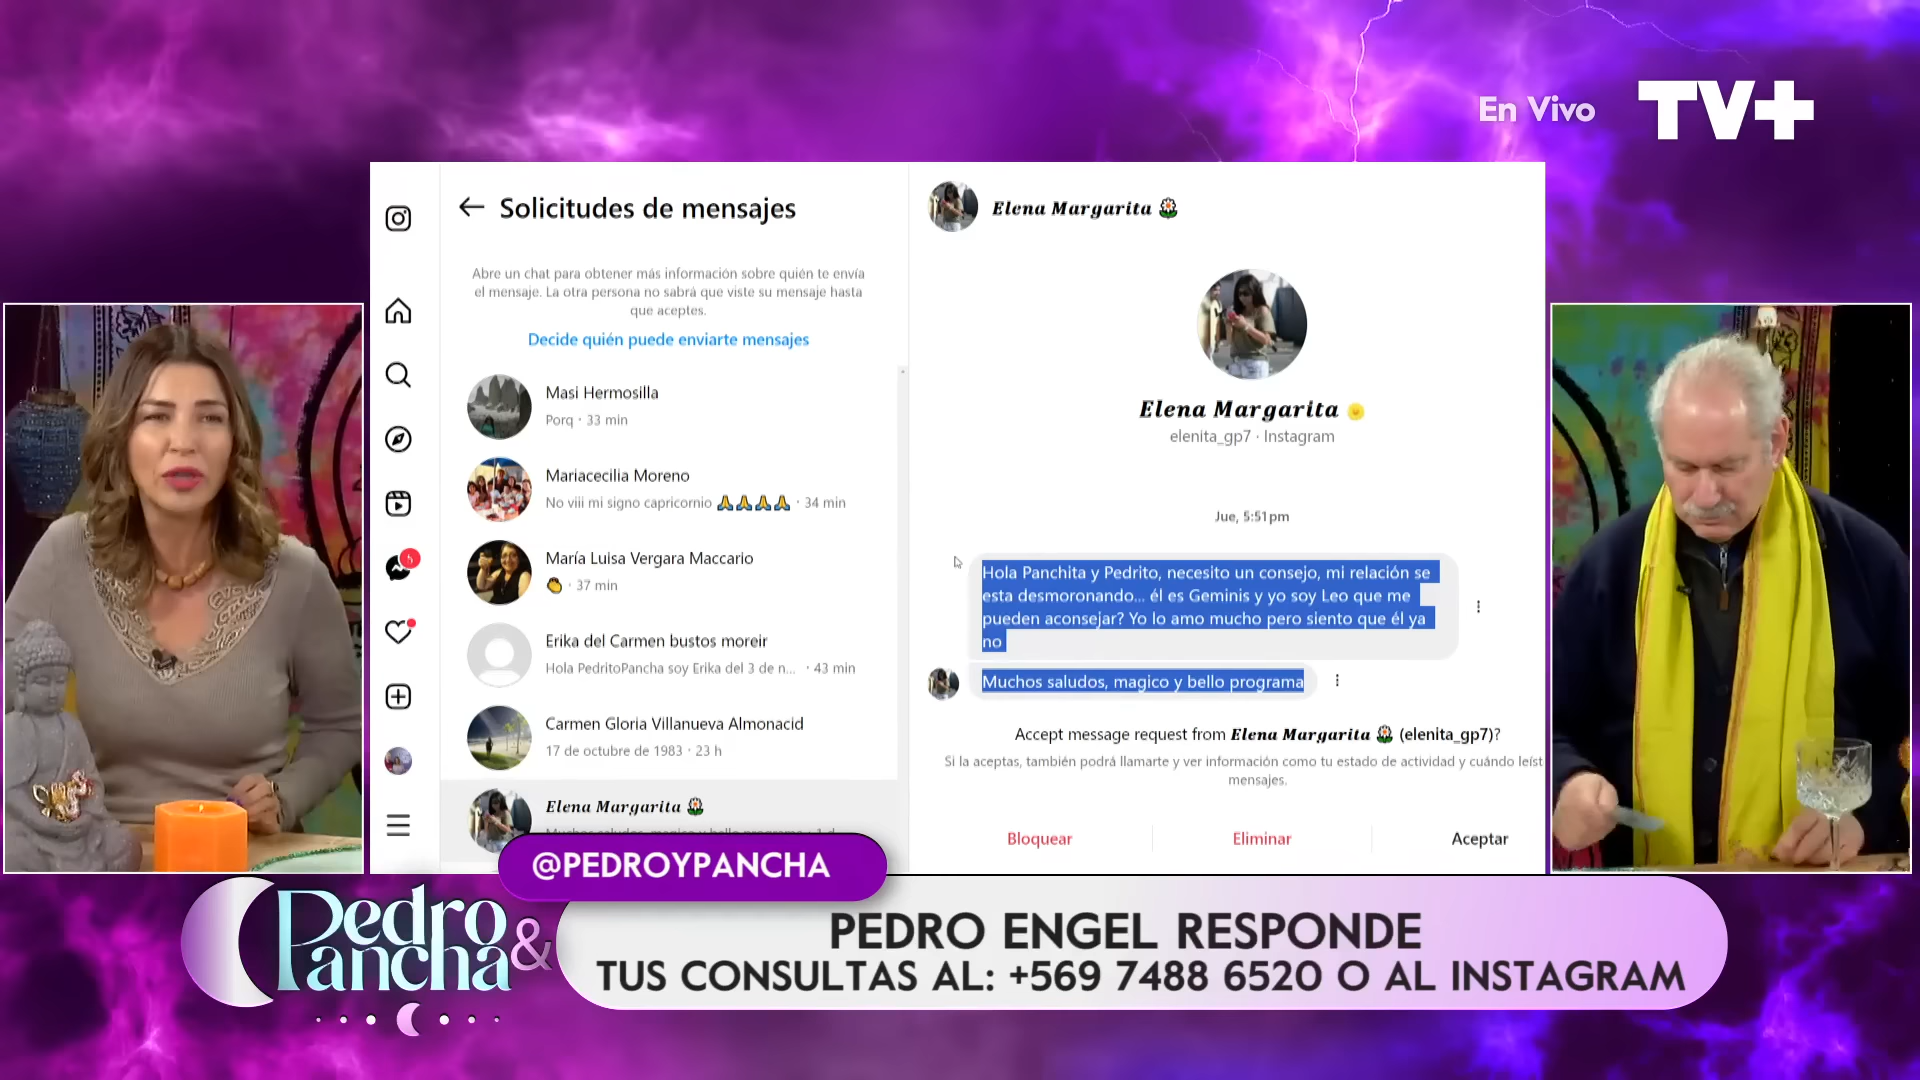 En Vivo TV+
Solicitudes de mensajes
Abre un chat para obtener más información sobre quién te envía
el mensaje. La otra persona no sabrá que viste su mensaje hasta
que aceptes.
Decide quién puede enviarte mensajes
Masi Hermosilla
Porq · 33 min
Mariacecilia Moreno
No viii mi signo capricornio 🙏🙏🙏🙏 · 34 min
María Luisa Vergara Maccario
👏 · 37 min
Erika del Carmen bustos moreir
Hola PedritoPancha soy Erika del 3 de n... · 43 min
Carmen Gloria Villanueva Almonacid
17 de octubre de 1983 · 23 h
Elena Margarita
Muchos saludos, magico y bello programa · 1 d
5
Elena Margarita
Elena Margarita
elenita_gp7 · Instagram
Jue, 5:51pm
Hola Panchita y Pedrito, necesito un consejo, mi relación se
esta desmoronando... él es Geminis y yo soy Leo que me
pueden aconsejar? Yo lo amo mucho pero siento que él ya
no
Muchos saludos, magico y bello programa
Accept message request from Elena Margarita (elenita_gp7)?
Si la aceptas, también podrá llamarte y ver información como tu estado de actividad y cuándo leíst
mensajes.
Bloquear Eliminar Aceptar
@PEDROYPANCHA
Pedro &
Pancha
PEDRO ENGEL RESPONDE
TUS CONSULTAS AL: +569 7488 6520 O AL INSTAGRAM